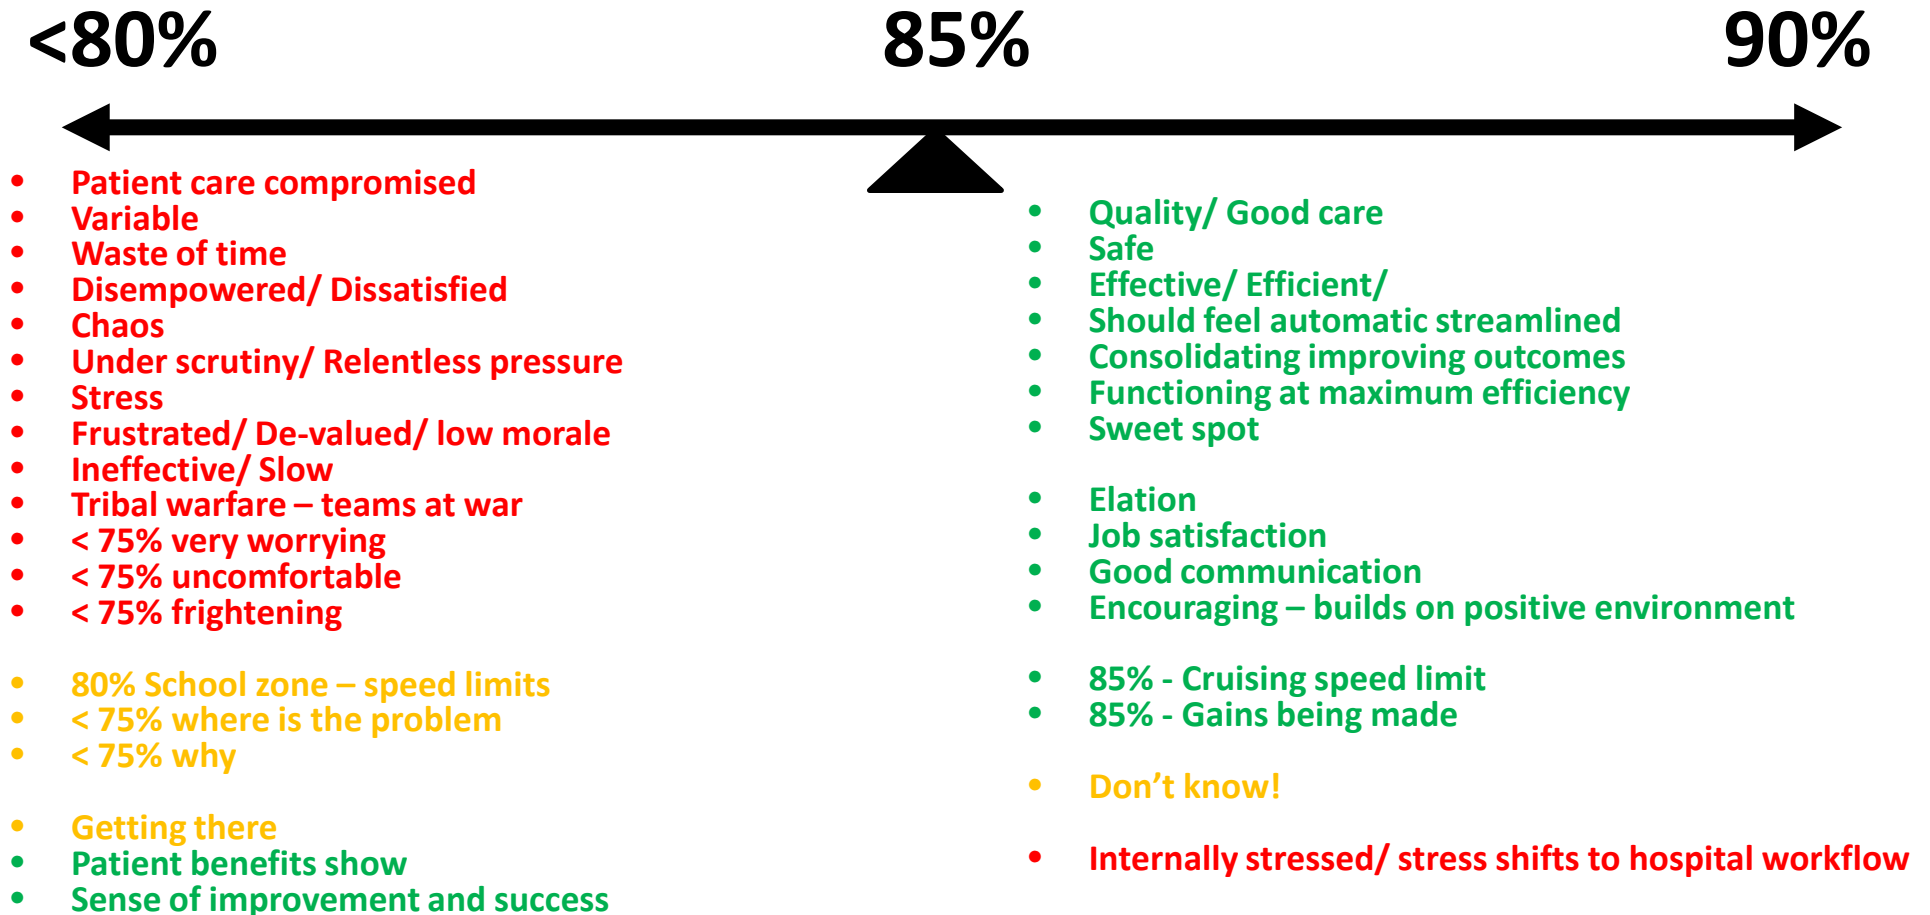 <80%
85%
90%
• Patient care compromised
• Variable
• Waste of time
• Disempowered/ Dissatisfied
• Chaos
• Under scrutiny/ Relentless pressure
• Stress
• Frustrated/ De-valued/ low morale
• Ineffective/ Slow
• Tribal warfare – teams at war
• < 75% very worrying
• < 75% uncomfortable
• < 75% frightening
• 80% School zone – speed limits
• < 75% where is the problem
• < 75% why
• Getting there
• Patient benefits show
• Sense of improvement and success
• Quality/ Good care
• Safe
• Effective/ Efficient/
• Should feel automatic streamlined
• Consolidating improving outcomes
• Functioning at maximum efficiency
• Sweet spot
• Elation
• Job satisfaction
• Good communication
• Encouraging – builds on positive environment
• 85% - Cruising speed limit
• 85% - Gains being made
• Don’t know!
• Internally stressed/ stress shifts to hospital workflow